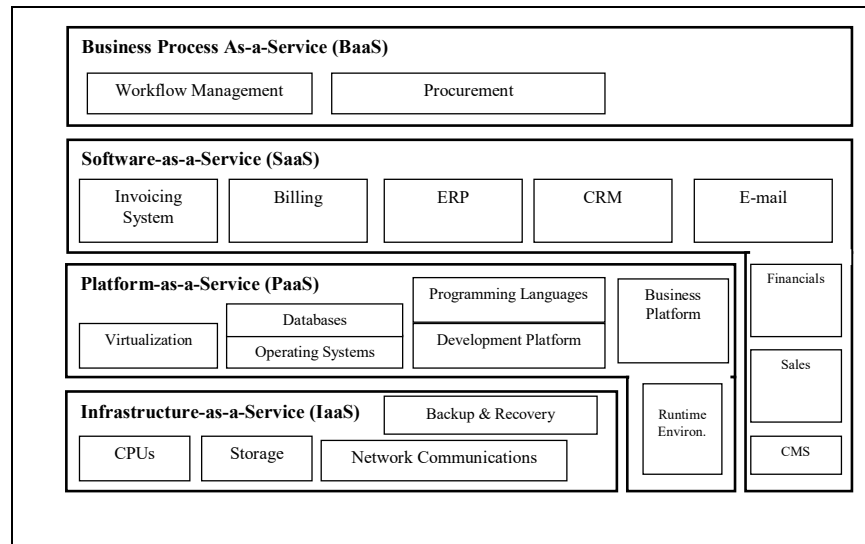 Business Process As-a-Service (BaaS)
Workflow Management
Procurement
Software-as-a-Service (SaaS)
Invoicing
System
Billing
ERP
CRM
E-mail
Financials
Sales
CMS
Platform-as-a-Service (PaaS)
Virtualization
Databases
Operating Systems
Programming Languages
Development Platform
Business
Platform
Runtime
Environ.
Infrastructure-as-a-Service (IaaS)
Backup & Recovery
CPUs
Storage
Network Communications